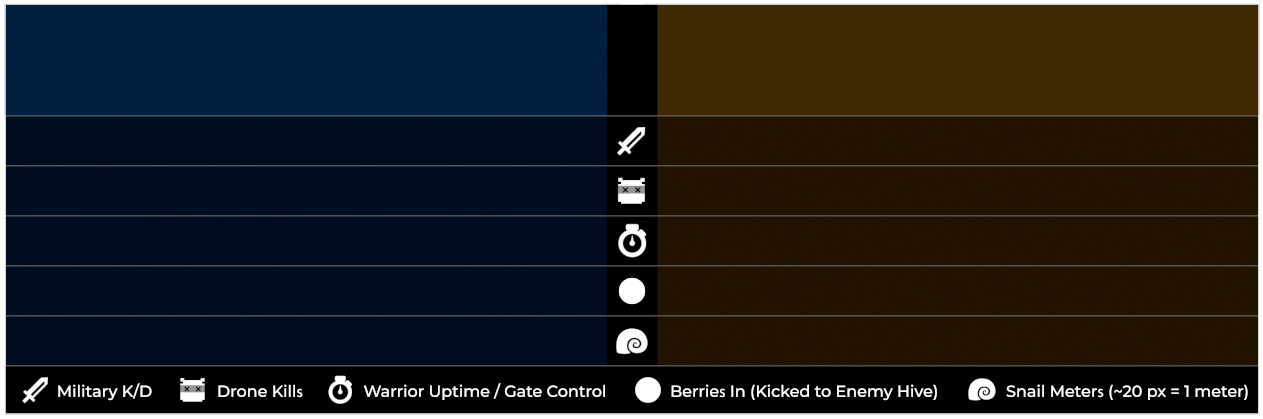 Military K/D Drone Kills Warrior Uptime / Gate Control Berries In (Kicked to Enemy Hive) Snail Meters (~20 px = 1 meter)